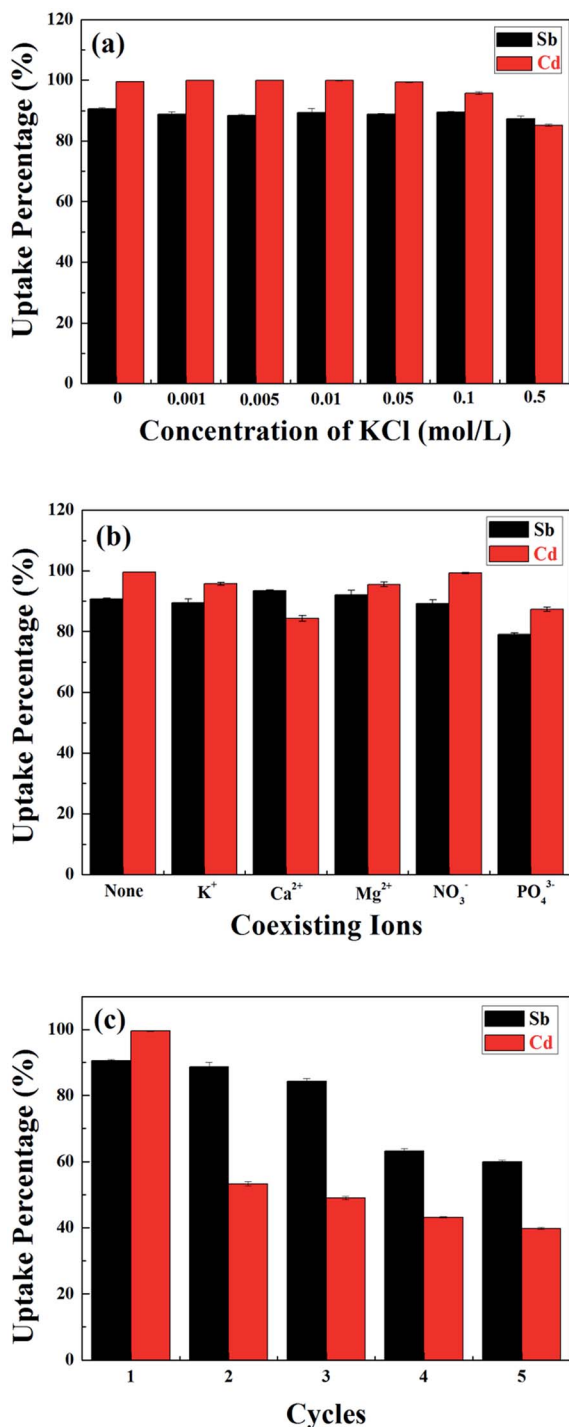 (a)
Sb
Cd
Uptake Percentage (%)
120
100
80
60
40
20
0
0 0.001 0.005 0.01 0.05 0.1 0.5
Concentration of KCl (mol/L)
(b)
Sb
Cd
Uptake Percentage (%)
120
100
80
60
40
20
0
None K⁺ Ca²⁺ Mg²⁺ NO₃⁻ PO₄³⁻
Coexisting Ions
(c)
Sb
Cd
Uptake Percentage (%)
100
80
60
40
20
0
1 2 3 4 5
Cycles